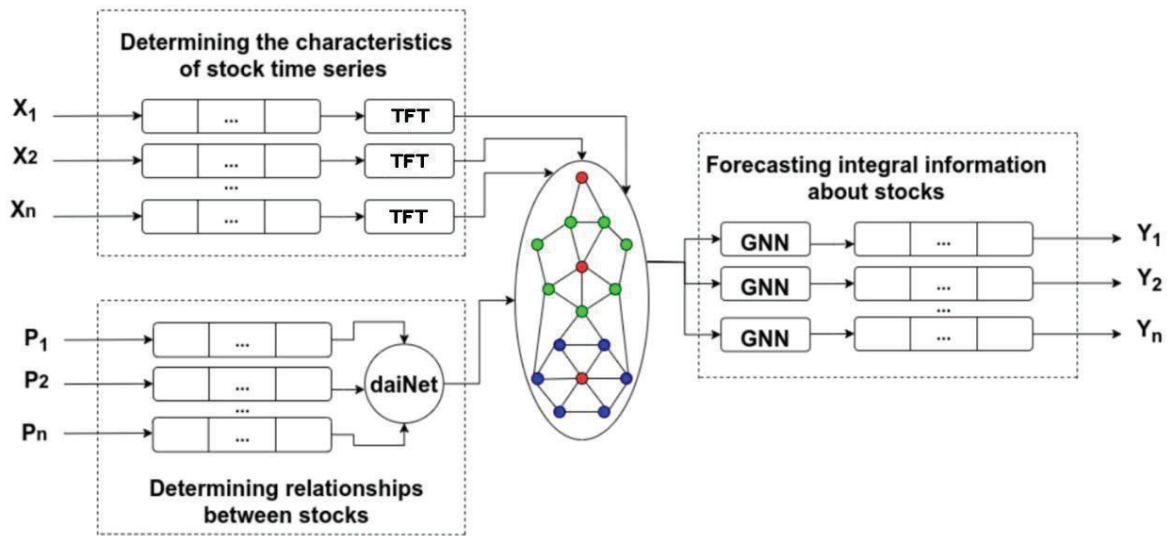 Determining the characteristics
of stock time series
X1
...
TFT
X2
...
TFT
...
Xn
...
TFT
P1
...
P2
...
...
Pn
...
daiNet
Determining relationships
between stocks
Forecasting integral information
about stocks
GNN
...
Y1
GNN
...
Y2
...
GNN
...
Yn